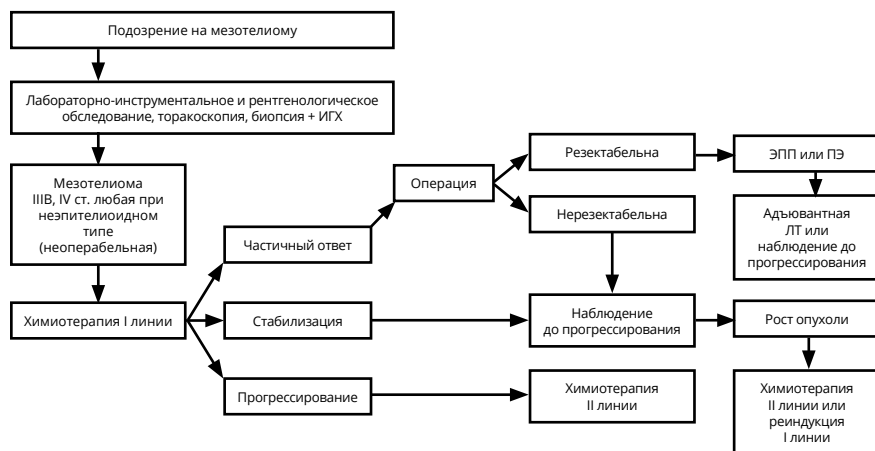 Подозрение на мезотелиому
Лабораторно-инструментальное и рентгенологическое
обследование, торакоскопия, биопсия + ИГХ
Мезотелиома
IIIB, IV ст. любая при
неэпителиоидном
типе
(неоперабельная)
Химиотерапия I линии
Частичный ответ
Стабилизация
Прогрессирование
Операция
Резектабельна
Нерезектабельна
Наблюдение
до прогрессирования
Химиотерапия
II линии
ЭПП или ПЭ
Адъювантная
ЛТ или
наблюдение до
прогрессирования
Рост опухоли
Химиотерапия
II линии или
реиндукция
I линии